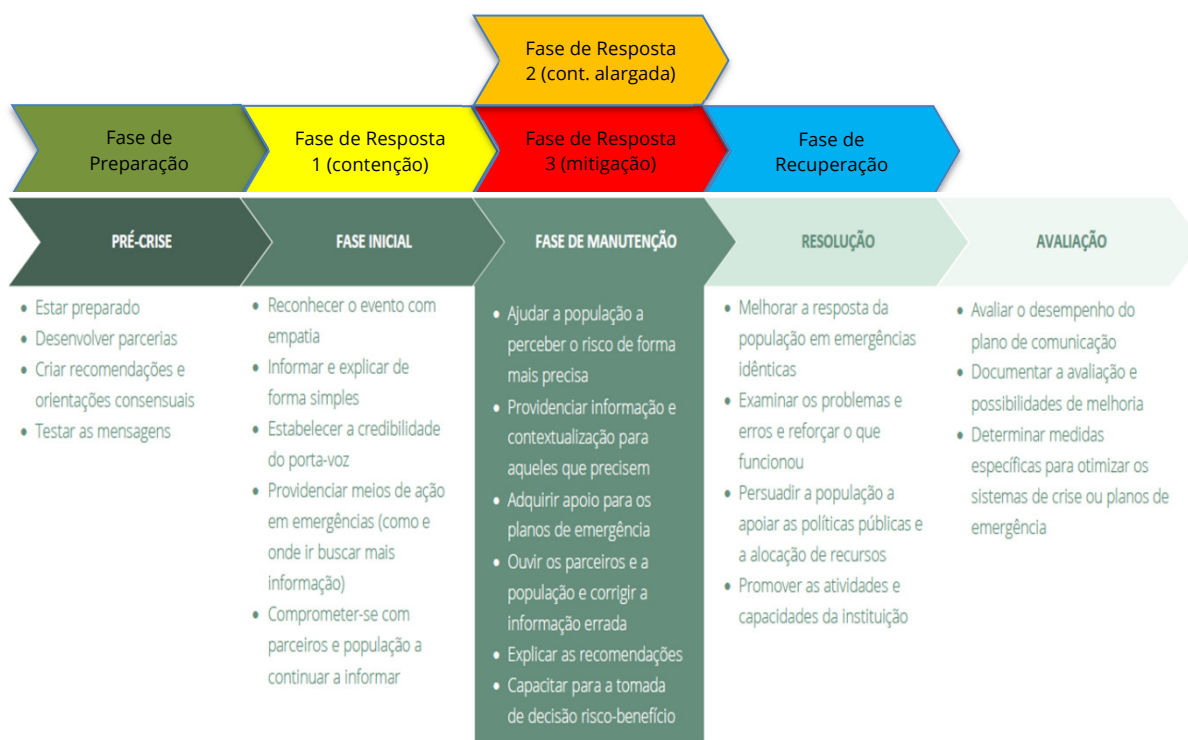 Fase de Resposta
2 (cont. alargada)
Fase de
Preparação
Fase de Resposta
1 (contenção)
Fase de Resposta
3 (mitigação)
Fase de
Recuperação
PRÉ-CRISE
FASE INICIAL
FASE DE MANUTENÇÃO
RESOLUÇÃO
AVALIAÇÃO
• Estar preparado
• Desenvolver parcerias
• Criar recomendações e
orientações consensuais
• Testar as mensagens
• Reconhecer o evento com
empatia
• Informar e explicar de
forma simples
• Estabelecer a credibilidade
do porta-voz
• Providenciar meios de ação
em emergências (como e
onde ir buscar mais
informação)
• Comprometer-se com
parceiros e população a
continuar a informar
• Ajudar a população a
perceber o risco de forma
mais precisa
• Providenciar informação e
contextualização para
aqueles que precisem
• Adquirir apoio para os
planos de emergência
• Ouvir os parceiros e a
população e corrigir a
informação errada
• Explicar as recomendações
• Capacitar para a tomada
de decisão risco-benefício
• Melhorar a resposta da
população em emergências
idênticas
• Examinar os problemas e
erros e reforçar o que
funcionou
• Persuadir a população a
apoiar as políticas públicas e
a alocação de recursos
• Promover as atividades e
capacidades da instituição
• Avaliar o desempenho do
plano de comunicação
• Documentar a avaliação e
possibilidades de melhoria
• Determinar medidas
específicas para otimizar os
sistemas de crise ou planos de
emergência